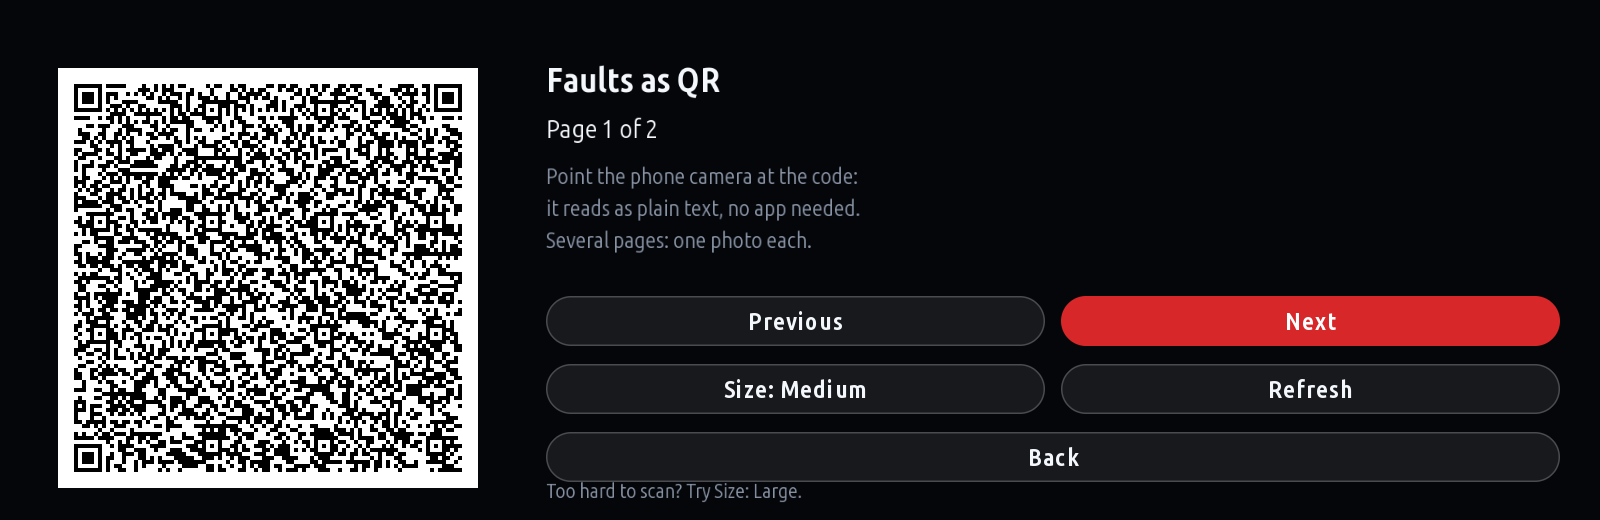 Faults as QR
Page 1 of 2
Point the phone camera at the code:
it reads as plain text, no app needed.
Several pages: one photo each.
Previous
Next
Size: Medium
Refresh
Back
Too hard to scan? Try Size: Large.